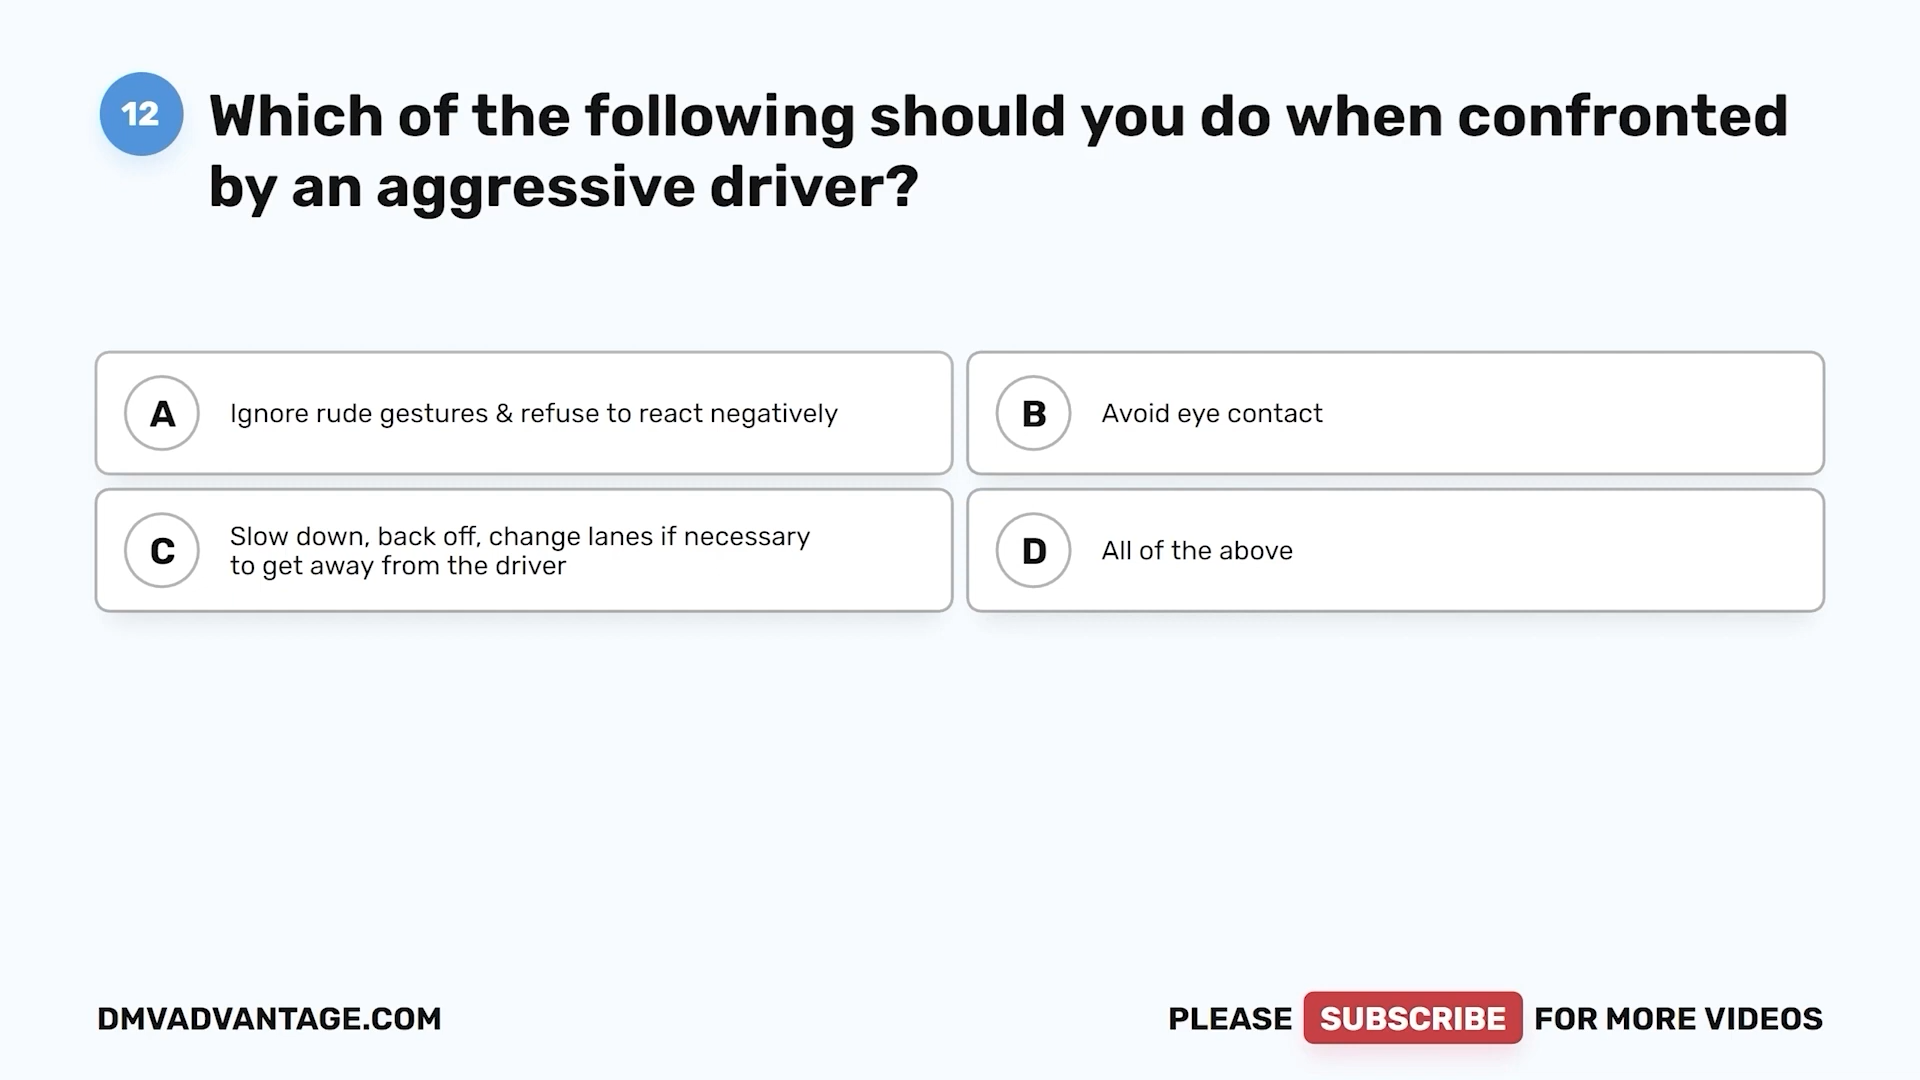 12
Which of the following should you do when confronted
by an aggressive driver?
A
Ignore rude gestures & refuse to react negatively
B
Avoid eye contact
C
Slow down, back off, change lanes if necessary
to get away from the driver
D
All of the above
DMVADVANTAGE.COM
PLEASE SUBSCRIBE FOR MORE VIDEOS